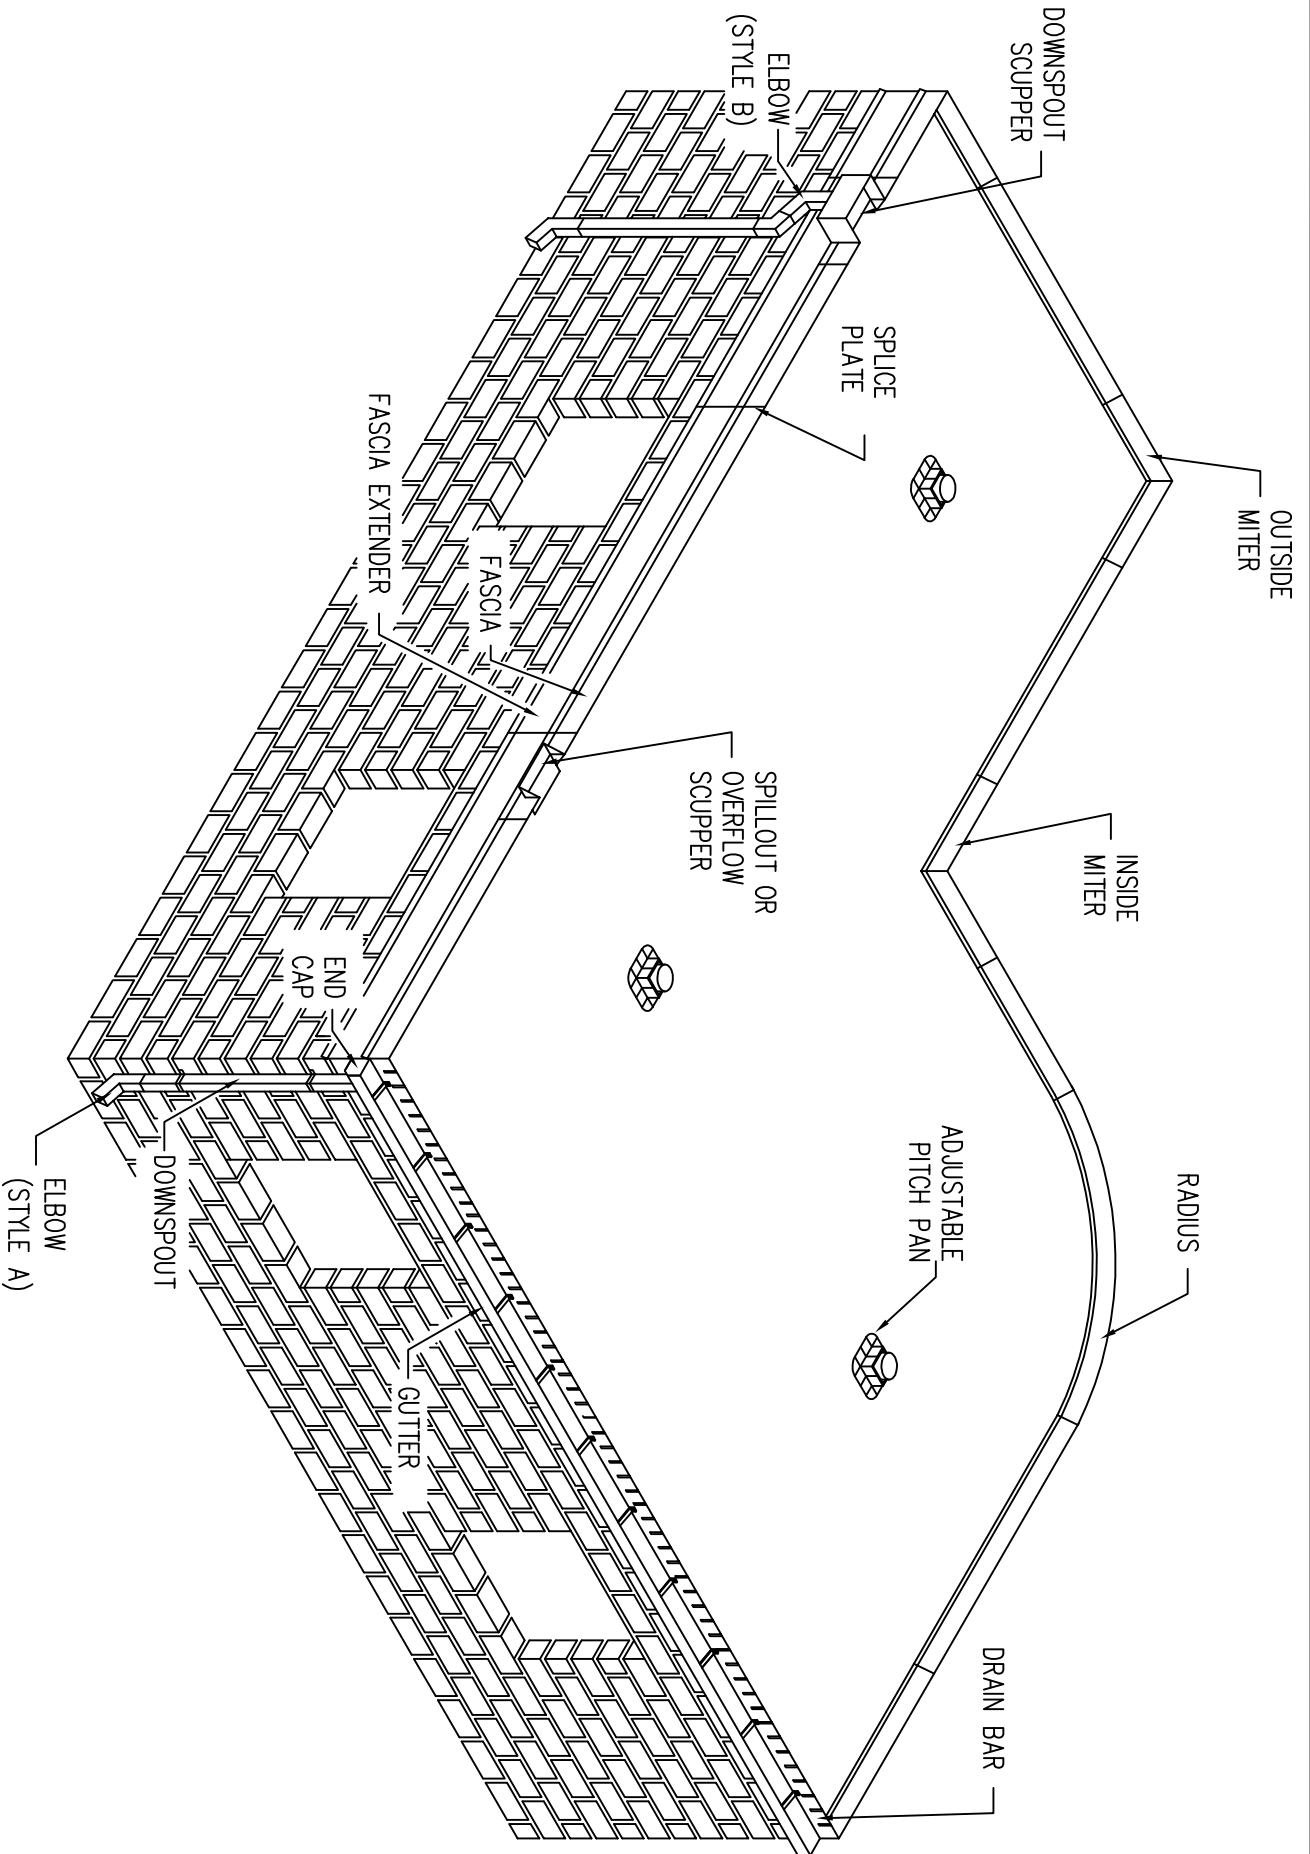 DOWNSPOUT
SCUPPER
ELBOW
(STYLE B)
OUTSIDE
MITER
SPLICE
PLATE
FASCIA EXTENDER
FASCIA
INSIDE
MITER
SPILLOUT OR
OVERFLOW
SCUPPER
END
CAP
RADIUS
ADJUSTABLE
PITCH PAN
ELBOW
(STYLE A)
DOWNSPOUT
GUTTER
DRAIN BAR